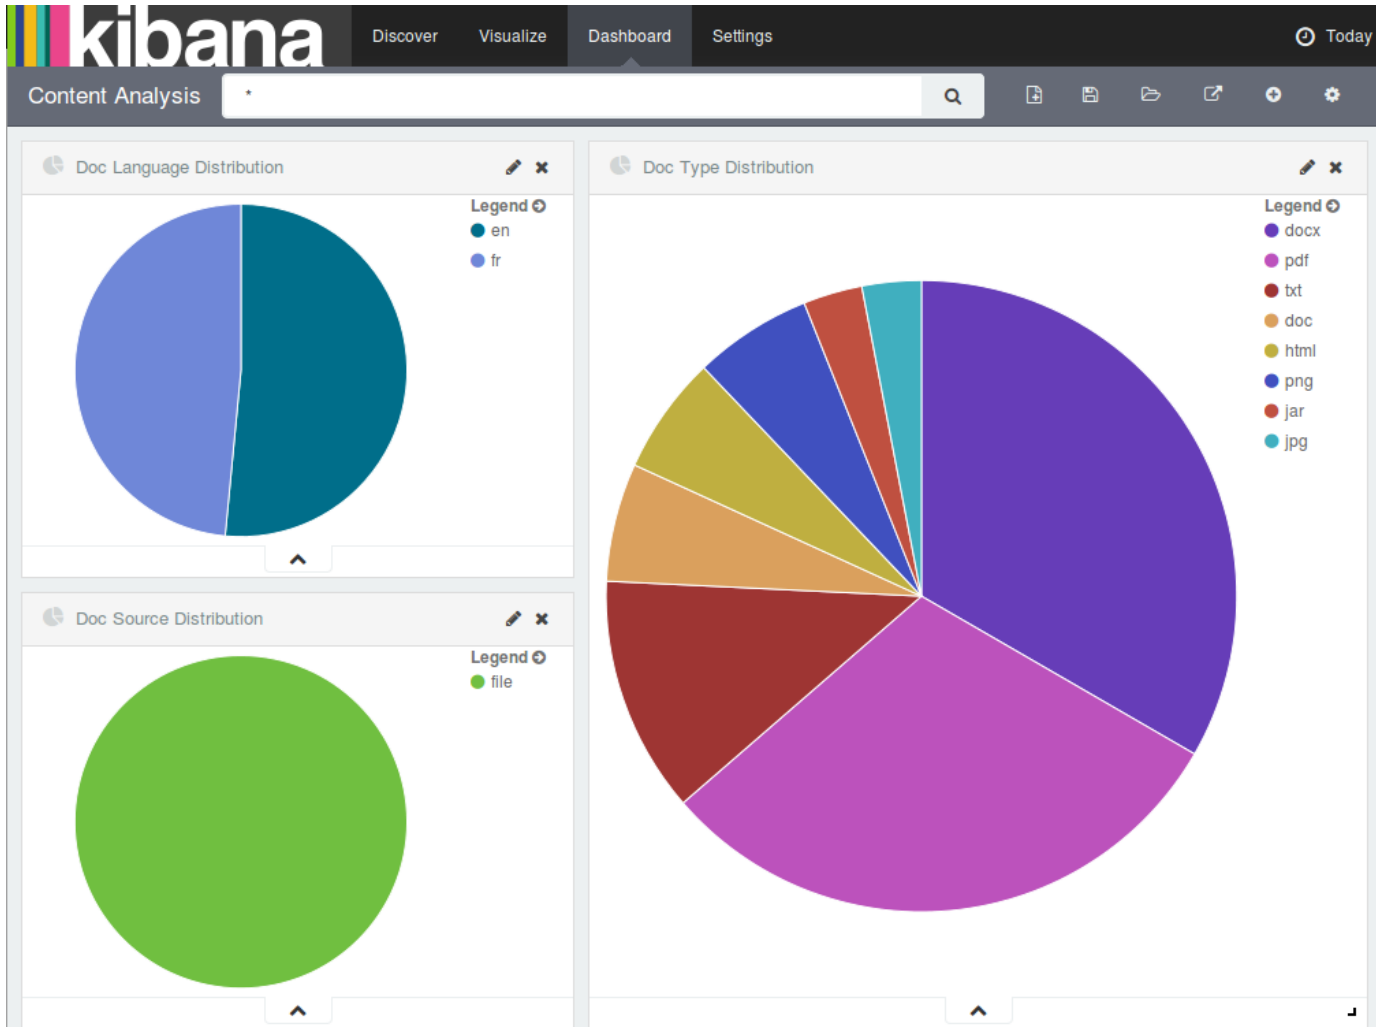 kibana
Discover Visualize Dashboard Settings Today
Content Analysis *
Doc Language Distribution
Legend
en
fr
Doc Source Distribution
Legend
file
Doc Type Distribution
Legend
docx
pdf
txt
doc
html
png
jar
jpg